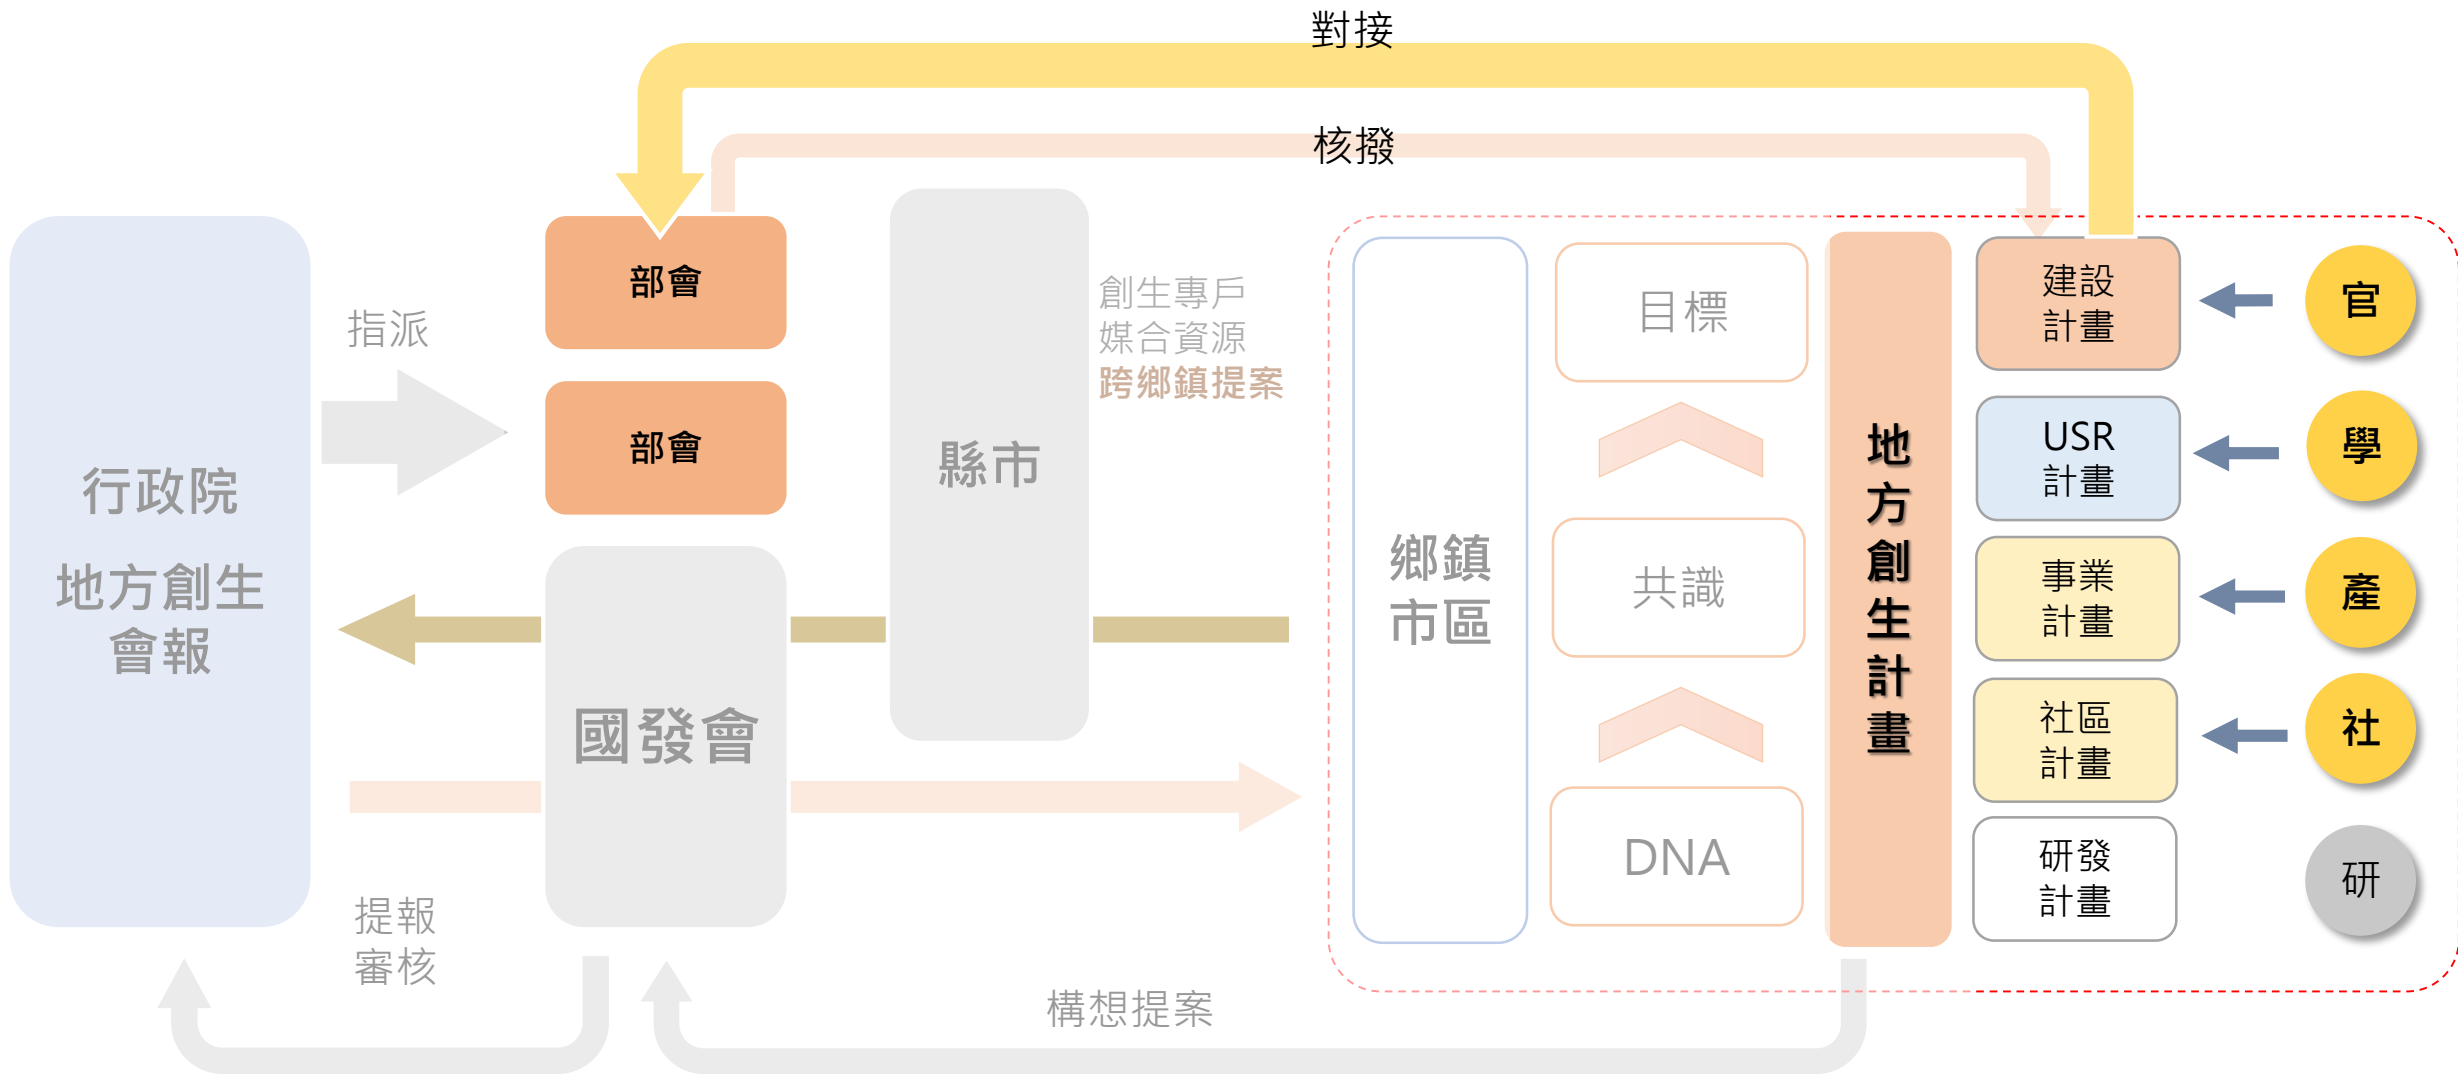 對接
核撥
行政院
地方創生
會報
指派
部會
部會
國發會
縣市
創生專戶
媒合資源
跨鄉鎮提案
提報
審核
構想提案
鄉鎮
市區
目標
共識
DNA
地
方
創
生
計
畫
建設
計畫
USR
計畫
事業
計畫
社區
計畫
研發
計畫
官
學
產
社
研